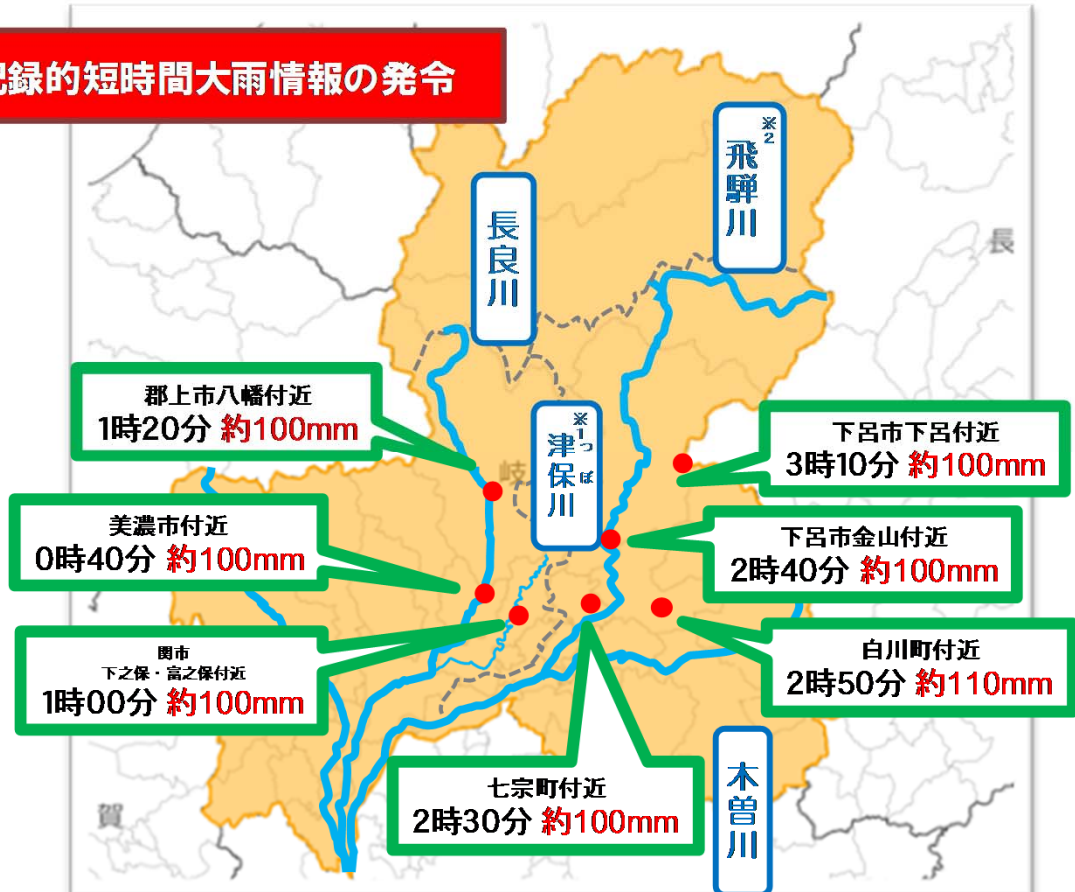 記録的短時間大雨情報の発令
※2
飛騨川
長良川
長
郡上市八幡付近
1時20分 約100mm
※1つぼ
津保川
岐
下呂市下呂付近
3時10分 約100mm
美濃市付近
0時40分 約100mm
下呂市金山付近
2時40分 約100mm
関市
下之保・富之保付近
1時00分 約100mm
白川町付近
2時50分 約110mm
七宗町付近
2時30分 約100mm
木曽川
賀